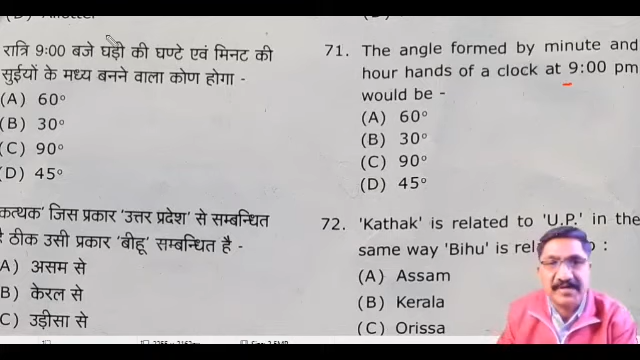 रात्रि 9:00 बजे घड़ी की घण्टे एवं मिनट की
सुईयों के मध्य बनने वाला कोण होगा -
(A) 60°
(B) 30°
(C) 90°
(D) 45°
कत्थक' जिस प्रकार 'उत्तर प्रदेश' से सम्बन्धित
है ठीक उसी प्रकार 'बीहू' सम्बन्धित है -
A) असम से
B) केरल से
C) उड़ीसा से
71. The angle formed by minute and
hour hands of a clock at 9:00 pm
would be -
(A) 60°
(B) 30°
(C) 90°
(D) 45°
72. 'Kathak' is related to 'U.P.' in the
same way 'Bihu' is :
(A) Assam
(B) Kerala
(C) Orissa